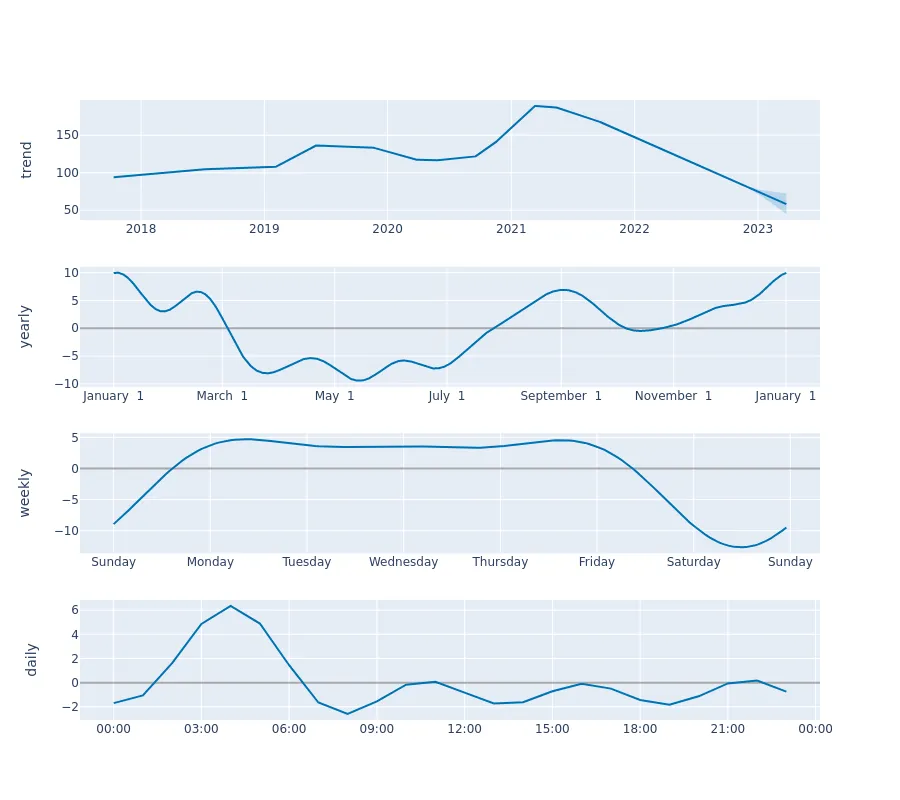 trend
150
100
50
2018 2019 2020 2021 2022 2023
yearly
10
5
0
−5
−10
January 1 March 1 May 1 July 1 September 1 November 1 January 1
weekly
5
0
−5
−10
Sunday Monday Tuesday Wednesday Thursday Friday Saturday Sunday
daily
6
4
2
0
−2
00:00 03:00 06:00 09:00 12:00 15:00 18:00 21:00 00:00